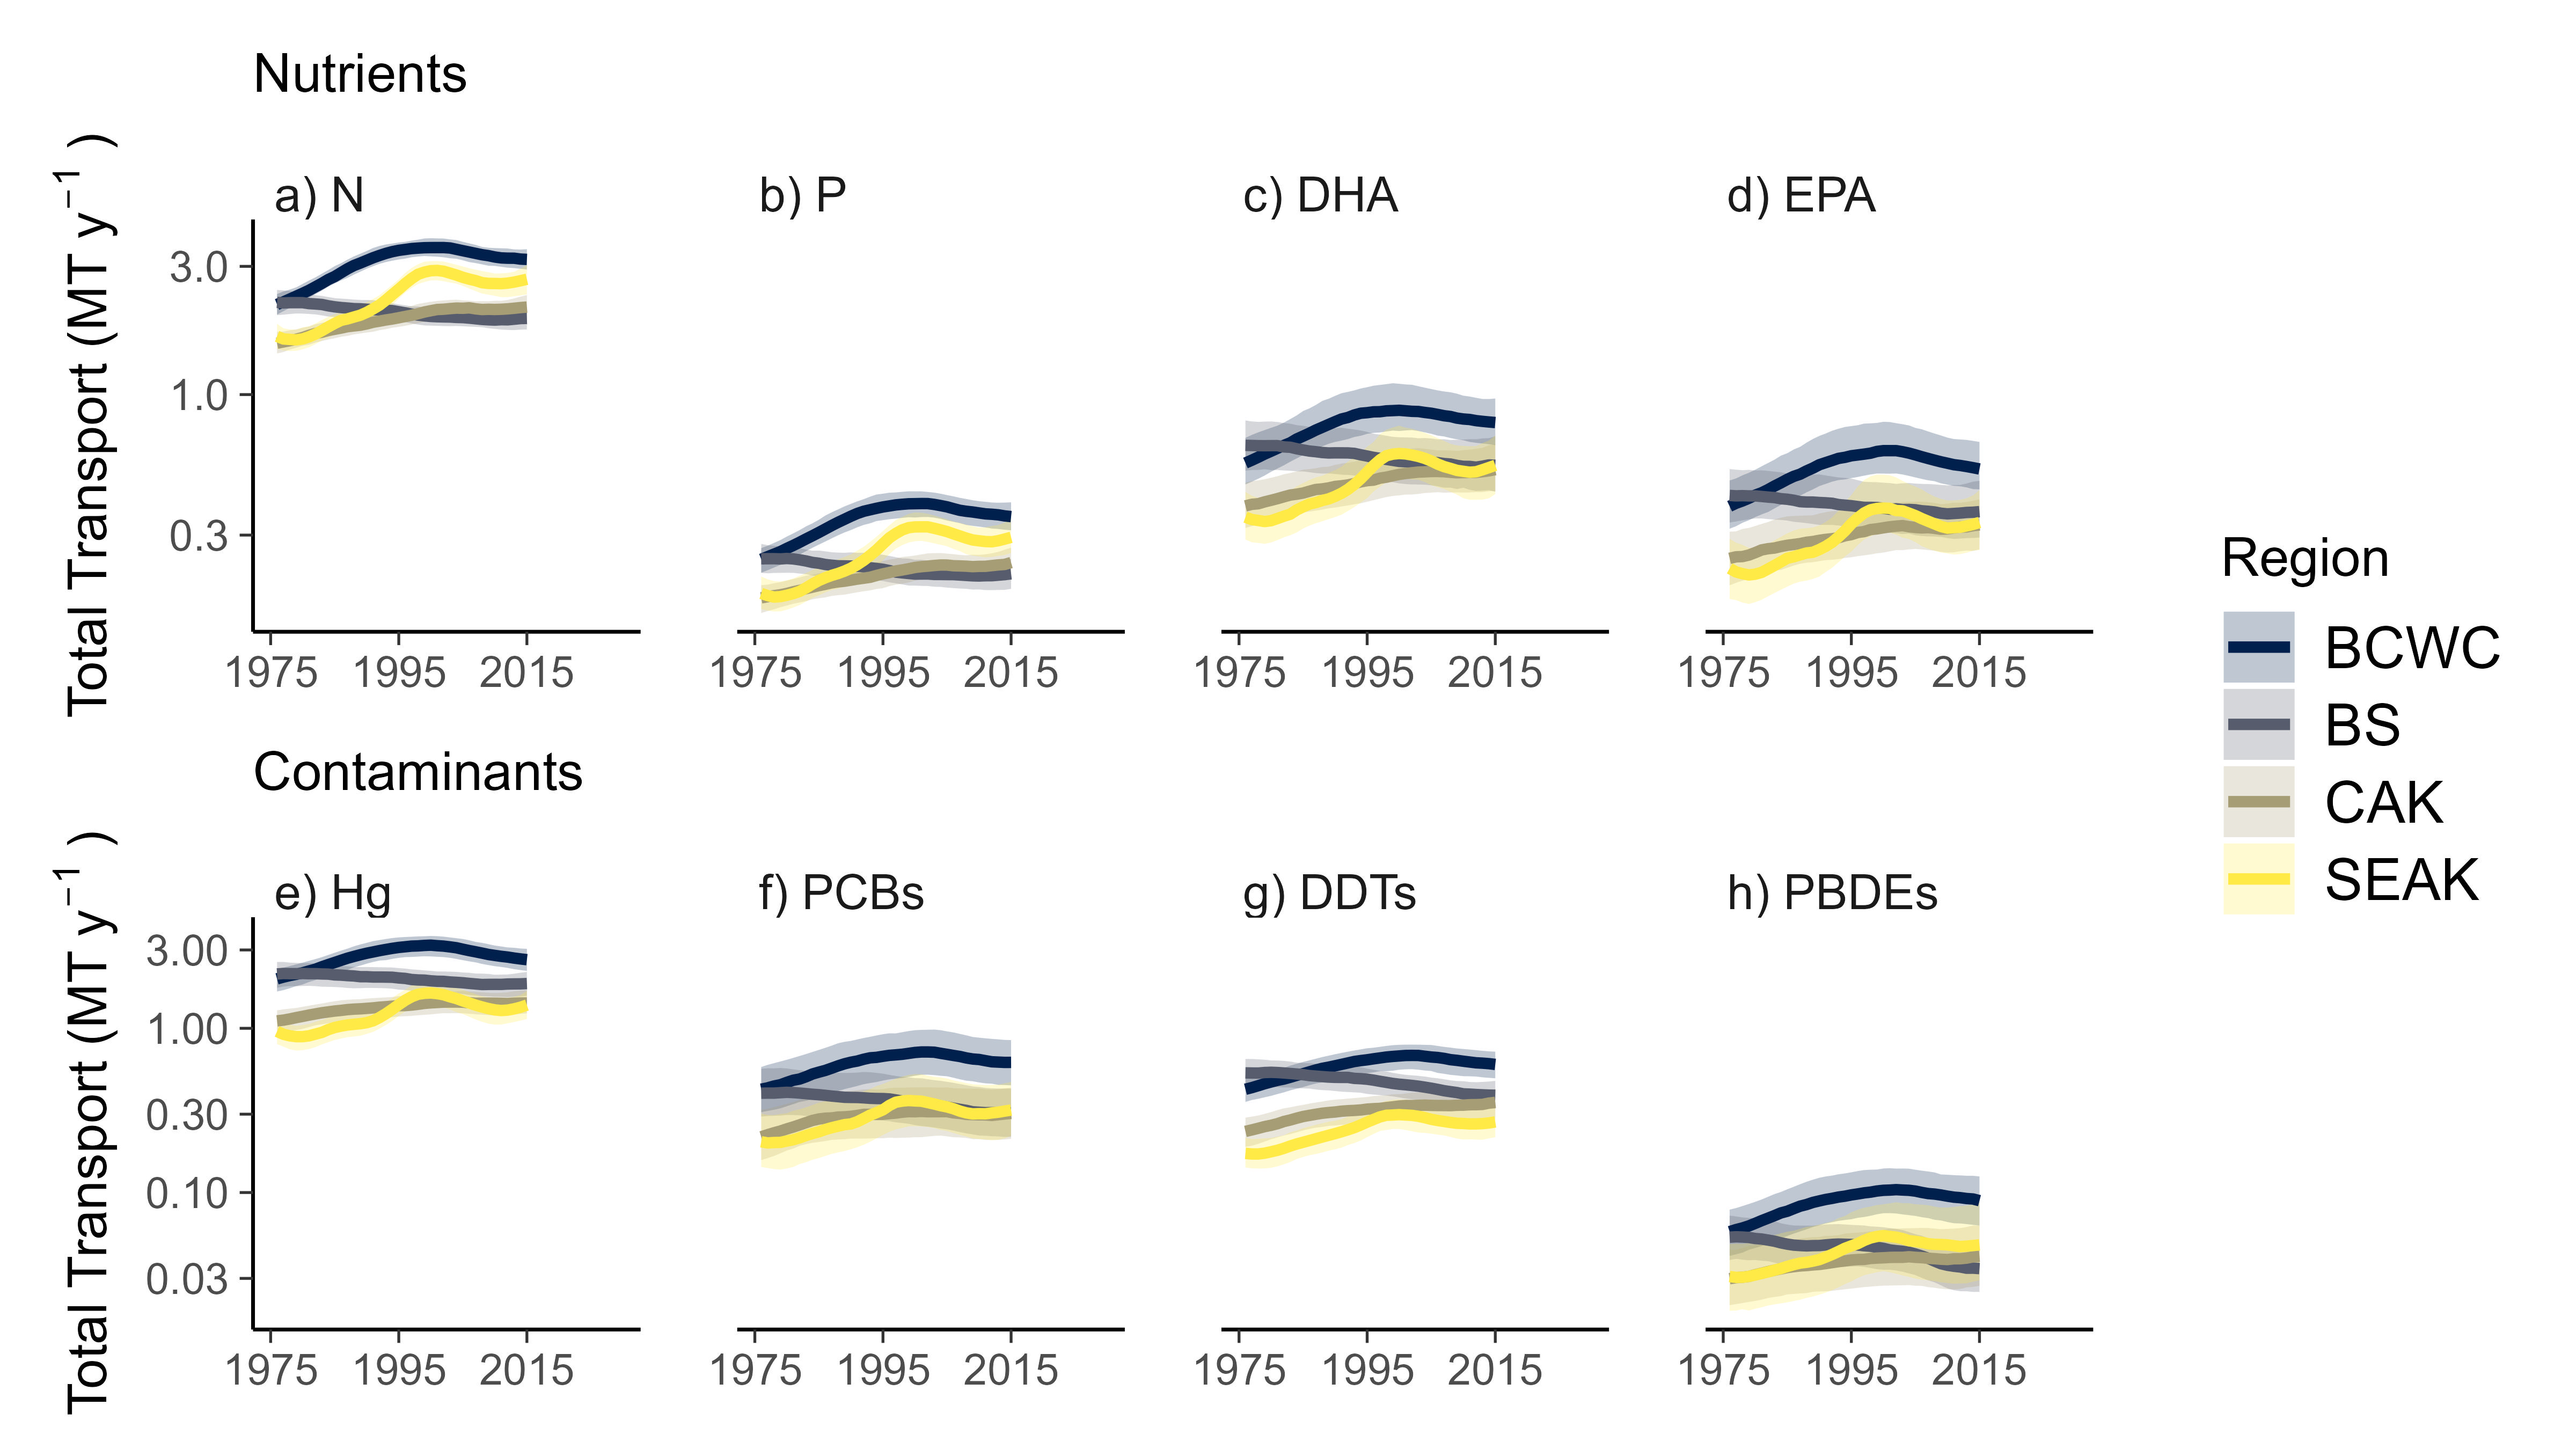 Nutrients
Total Transport (MT y⁻¹ )
a) N
b) P
c) DHA
d) EPA
3.0
1.0
0.3
1975 1995 2015
1975 1995 2015
1975 1995 2015
1975 1995 2015
Contaminants
Total Transport (MT y⁻¹ )
e) Hg
f) PCBs
g) DDTs
h) PBDEs
3.00
1.00
0.30
0.10
0.03
1975 1995 2015
1975 1995 2015
1975 1995 2015
1975 1995 2015
Region
BCWC
BS
CAK
SEAK